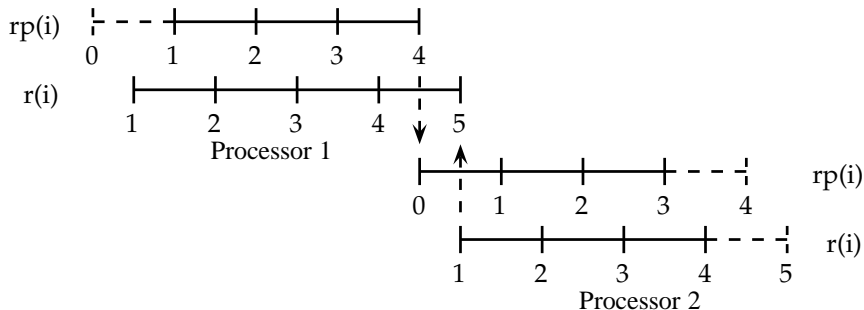 rp(i)
0 1 2 3 4
r(i)
1 2 3 4 5
Processor 1
rp(i)
0 1 2 3 4
r(i)
1 2 3 4 5
Processor 2